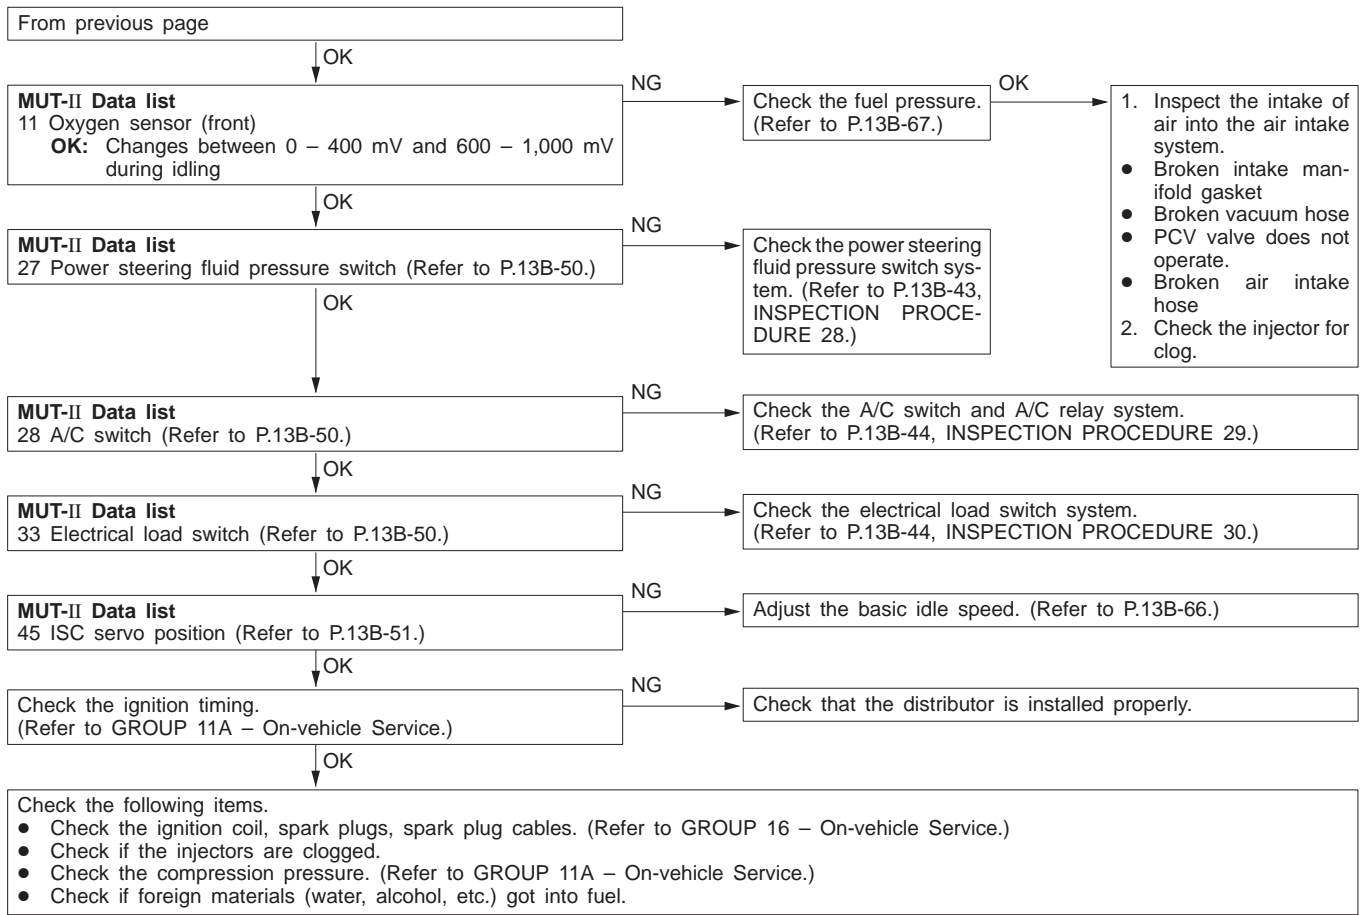 From previous page
OK
MUT-II Data list
11 Oxygen sensor (front)
OK: Changes between 0 – 400 mV and 600 – 1,000 mV
during idling
NG
Check the fuel pressure.
(Refer to P.13B-67.)
OK
1. Inspect the intake of
air into the air intake
system.
● Broken intake man-
ifold gasket
● Broken vacuum hose
● PCV valve does not
operate.
● Broken air intake
hose
2. Check the injector for
clog.
OK
MUT-II Data list
27 Power steering fluid pressure switch (Refer to P.13B-50.)
NG
Check the power steering
fluid pressure switch sys-
tem. (Refer to P.13B-43,
INSPECTION PROCE-
DURE 28.)
OK
MUT-II Data list
28 A/C switch (Refer to P.13B-50.)
NG
Check the A/C switch and A/C relay system.
(Refer to P.13B-44, INSPECTION PROCEDURE 29.)
OK
MUT-II Data list
33 Electrical load switch (Refer to P.13B-50.)
NG
Check the electrical load switch system.
(Refer to P.13B-44, INSPECTION PROCEDURE 30.)
OK
MUT-II Data list
45 ISC servo position (Refer to P.13B-51.)
NG
Adjust the basic idle speed. (Refer to P.13B-66.)
OK
Check the ignition timing.
(Refer to GROUP 11A – On-vehicle Service.)
NG
Check that the distributor is installed properly.
OK
Check the following items.
● Check the ignition coil, spark plugs, spark plug cables. (Refer to GROUP 16 – On-vehicle Service.)
● Check if the injectors are clogged.
● Check the compression pressure. (Refer to GROUP 11A – On-vehicle Service.)
● Check if foreign materials (water, alcohol, etc.) got into fuel.